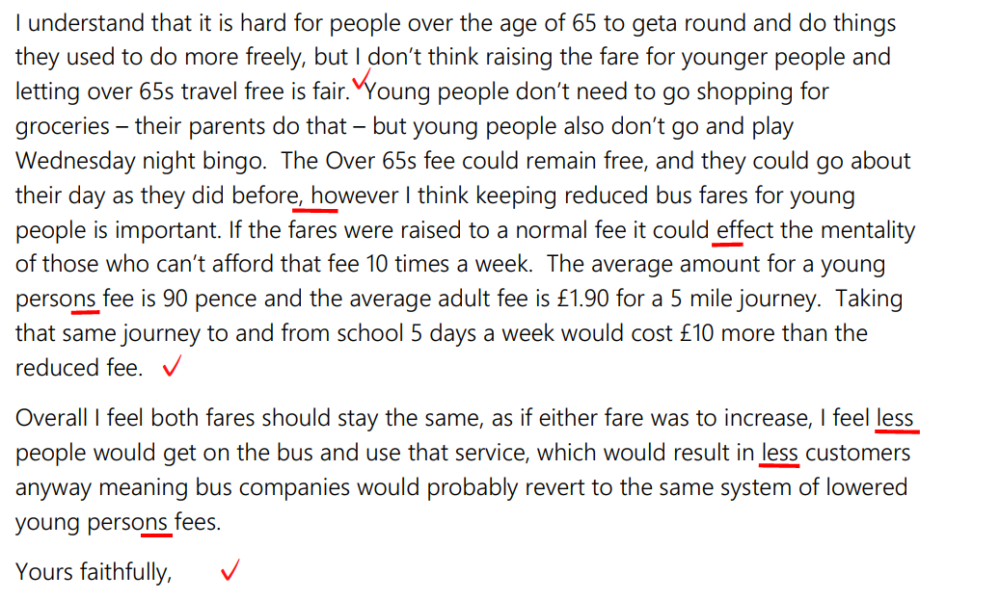 I understand that it is hard for people over the age of 65 to geta round and do things
they used to do more freely, but I don’t think raising the fare for younger people and
letting over 65s travel free is fair. Young people don’t need to go shopping for
groceries – their parents do that – but young people also don’t go and play
Wednesday night bingo.  The Over 65s fee could remain free, and they could go about
their day as they did before, however I think keeping reduced bus fares for young
people is important. If the fares were raised to a normal fee it could effect the mentality
of those who can’t afford that fee 10 times a week.  The average amount for a young
persons fee is 90 pence and the average adult fee is £1.90 for a 5 mile journey.  Taking
that same journey to and from school 5 days a week would cost £10 more than the
reduced fee.
Overall I feel both fares should stay the same, as if either fare was to increase, I feel less
people would get on the bus and use that service, which would result in less customers
anyway meaning bus companies would probably revert to the same system of lowered
young persons fees.
Yours faithfully,